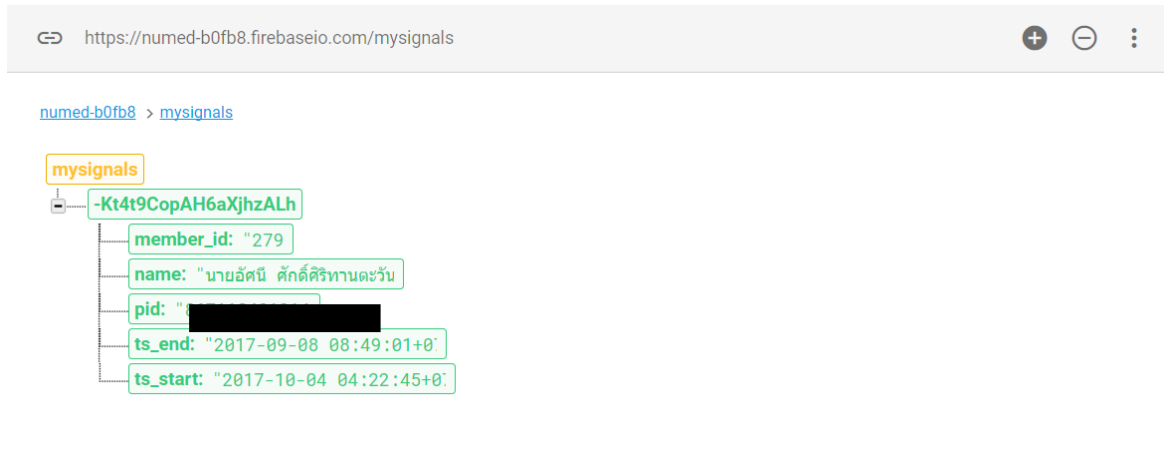 https://numed-b0fb8.firebaseio.com/mysignals
numed-b0fb8 > mysignals
mysignals
-Kt4t9CopAH6aXjhzALh
member_id: "279
name: "นายอัศนี ศักดิ์ศิริทานตะวัน
pid: "
ts_end: "2017-09-08 08:49:01+07
ts_start: "2017-10-04 04:22:45+07